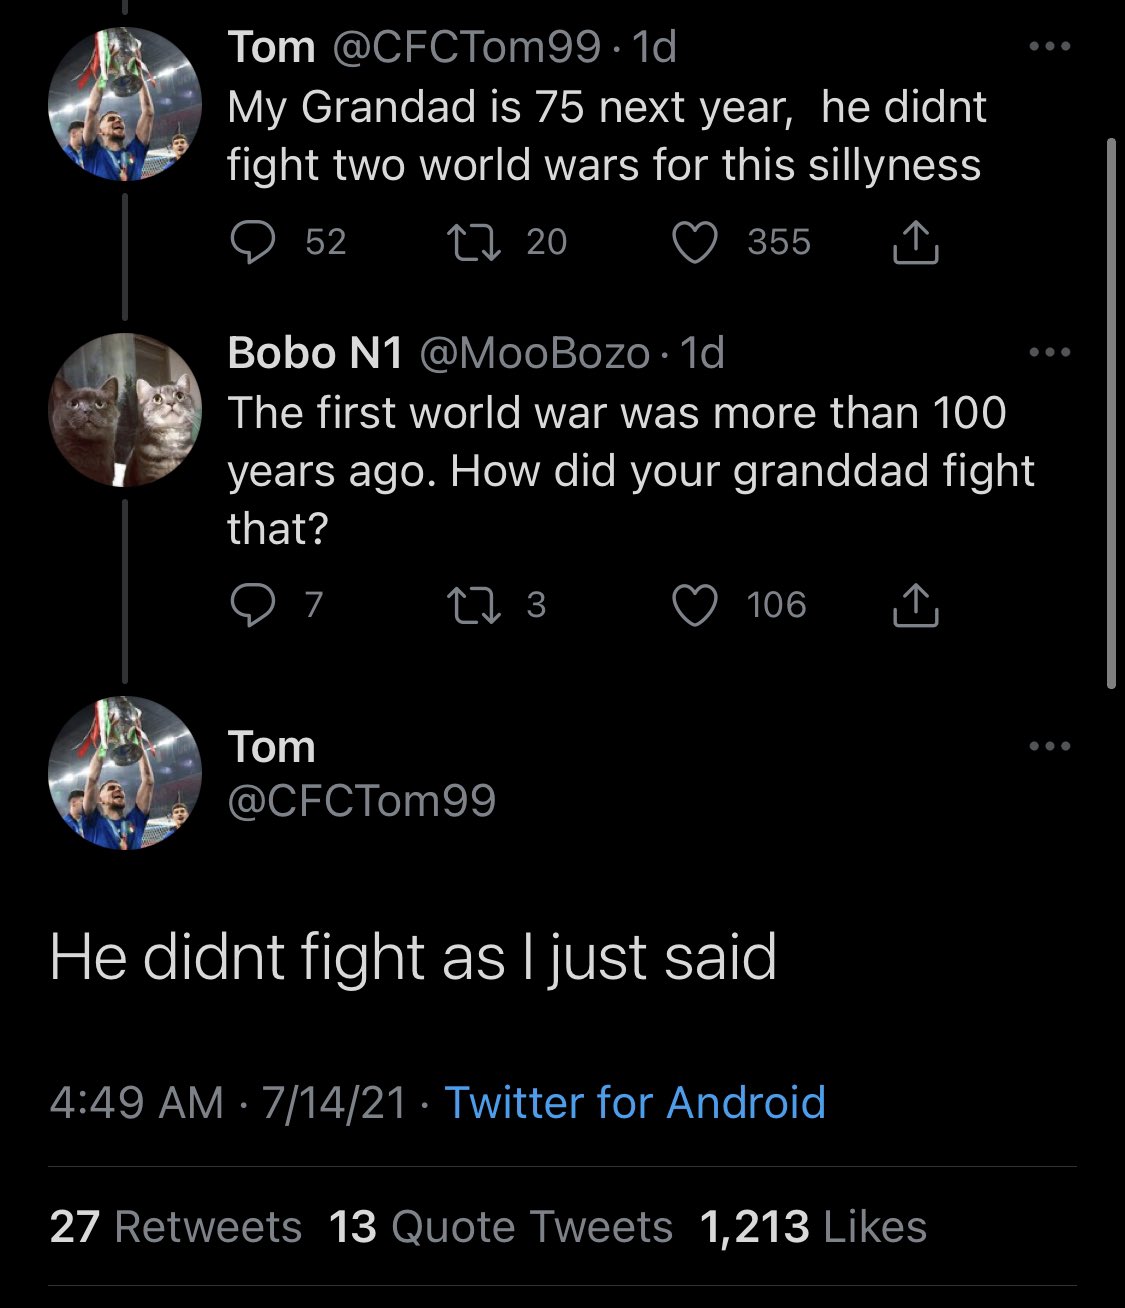 Tom @CFCTom99 · 1d
My Grandad is 75 next year,  he didnt
fight two world wars for this sillyness
52 20 355
Bobo N1 @MooBozo · 1d
The first world war was more than 100
years ago. How did your granddad fight
that?
7 3 106
Tom
@CFCTom99
He didnt fight as I just said
4:49 AM · 7/14/21 · Twitter for Android
27 Retweets 13 Quote Tweets 1,213 Likes